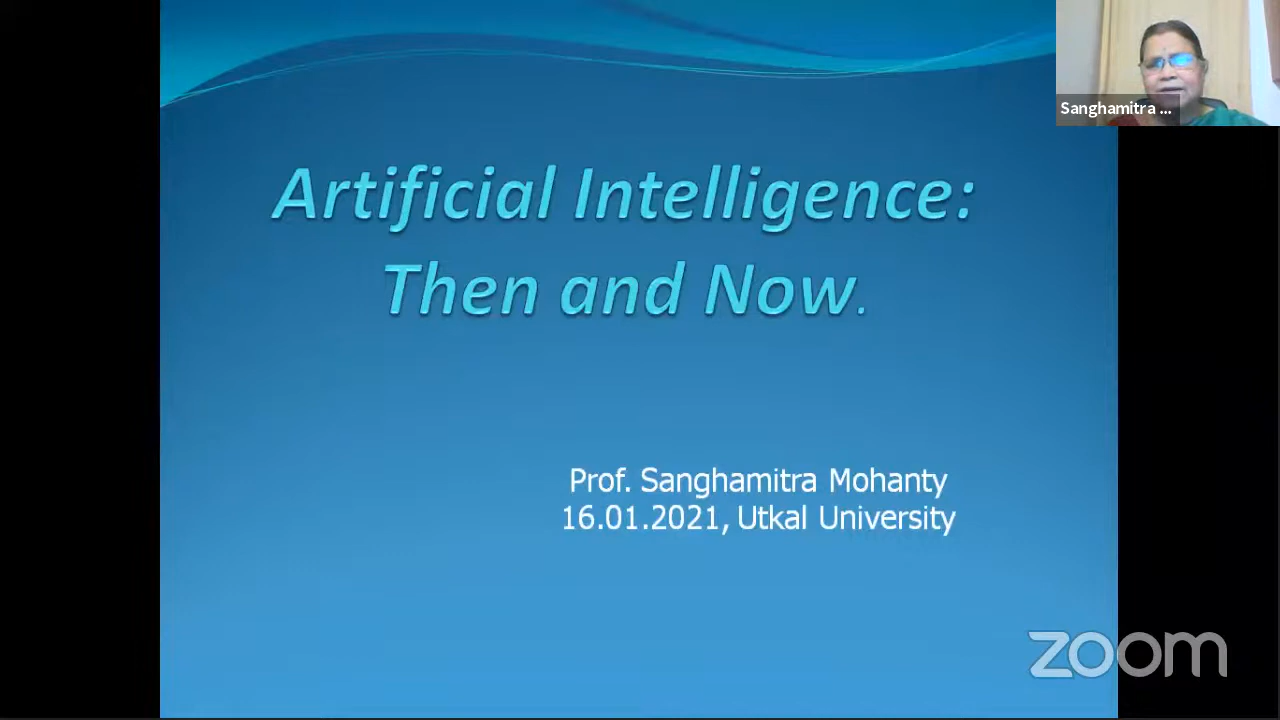 Sanghamitra ...
Artificial Intelligence:
Then and Now.
Prof. Sanghamitra Mohanty
16.01.2021, Utkal University
zoom